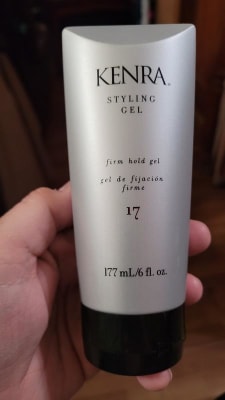 KENRA®
STYLING
GEL
firm hold gel
gel de fijación
firme
17
177 mL/6 fl. oz.